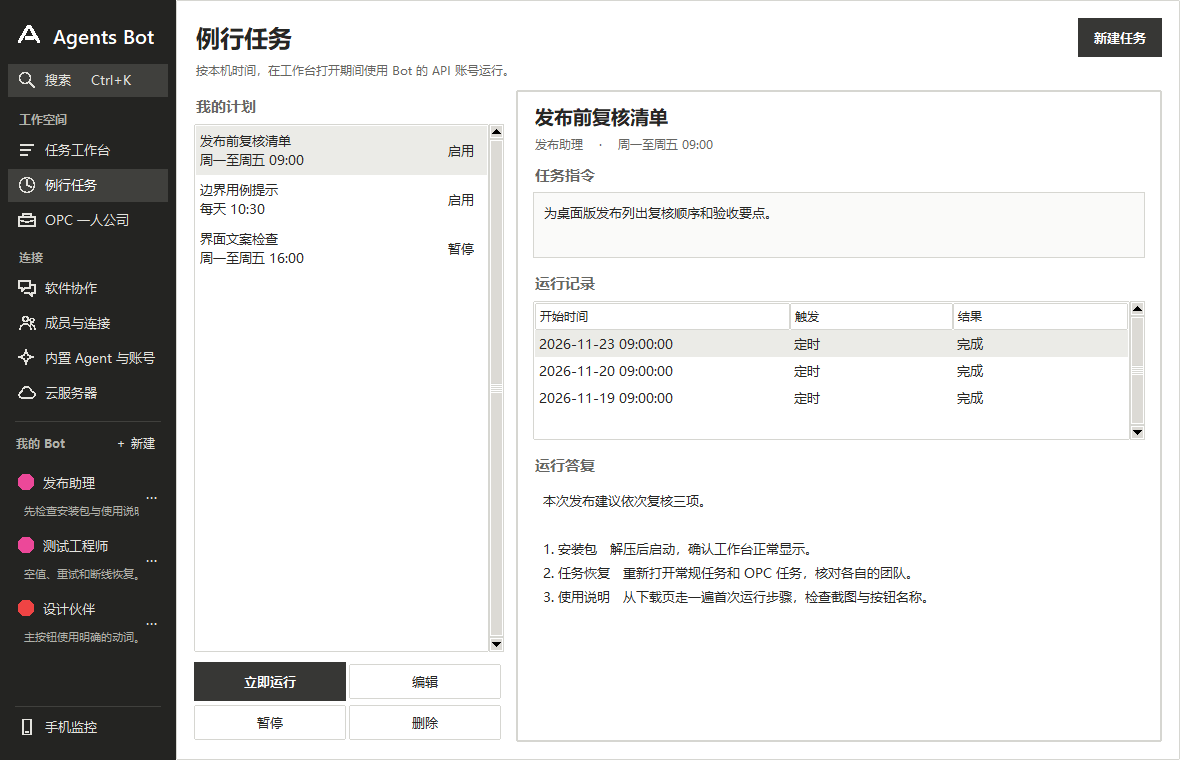 Agents Bot
搜索 Ctrl+K
工作空间
任务工作台
例行任务
OPC 一人公司
连接
软件协作
成员与连接
内置 Agent 与账号
云服务器
我的 Bot + 新建
发布助理
先检查安装包与使用说
...
测试工程师
空值、重试和断线恢复。
...
设计伙伴
主按钮使用明确的动词。
...
手机监控
例行任务
按本机时间，在工作台打开期间使用 Bot 的 API 账号运行。
新建任务
我的计划
发布前复核清单
周一至周五 09:00
启用
边界用例提示
每天 10:30
启用
界面文案检查
周一至周五 16:00
暂停
立即运行 编辑
暂停 删除
发布前复核清单
发布助理 · 周一至周五 09:00
任务指令
为桌面版发布列出复核顺序和验收要点。
运行记录
开始时间 触发 结果
2026-11-23 09:00:00 定时 完成
2026-11-20 09:00:00 定时 完成
2026-11-19 09:00:00 定时 完成
运行答复
本次发布建议依次复核三项。
1. 安装包 解压后启动，确认工作台正常显示。
2. 任务恢复 重新打开常规任务和 OPC 任务，核对各自的团队。
3. 使用说明 从下载页走一遍首次运行步骤，检查截图与按钮名称。